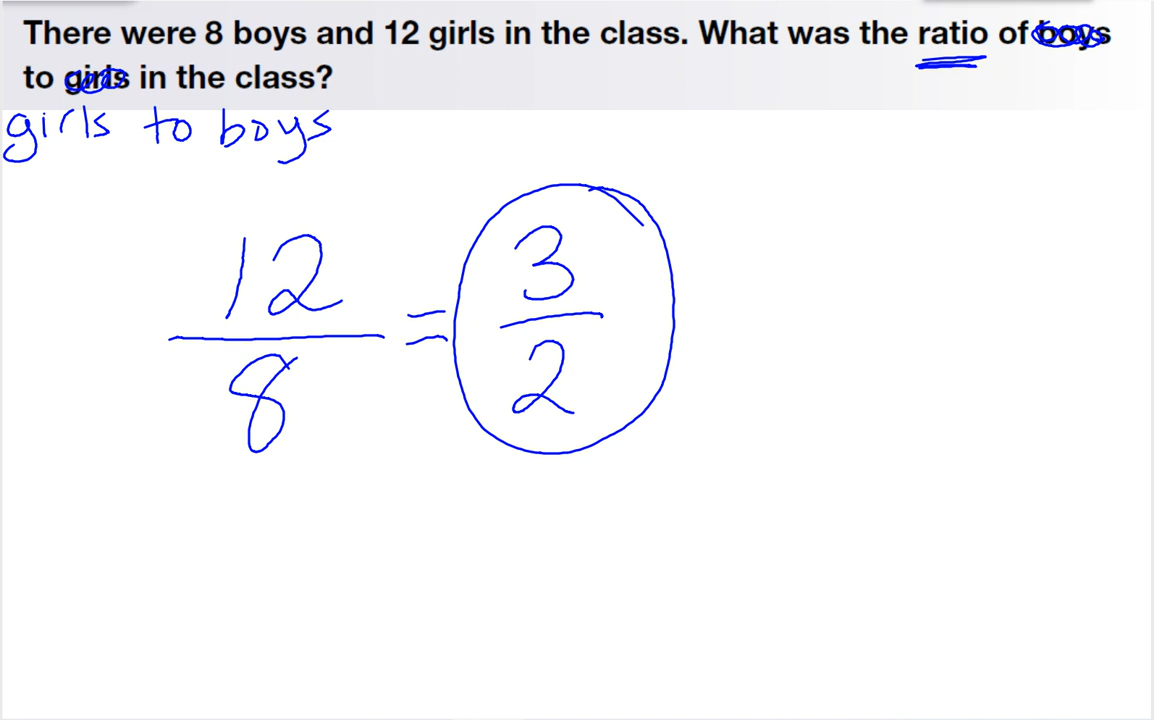 There were 8 boys and 12 girls in the class. What was the ratio of boys
to girls in the class?
girls to boys
12/8 = 3/2